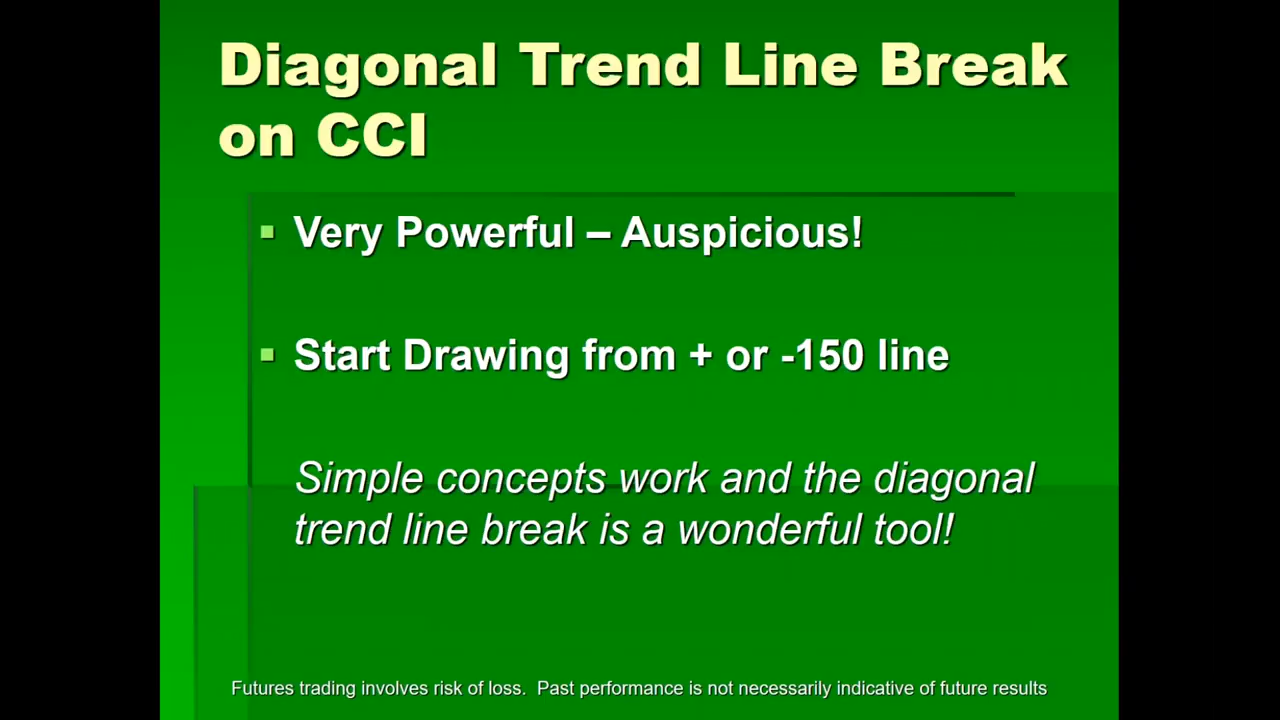 Diagonal Trend Line Break
on CCI
Very Powerful – Auspicious!
Start Drawing from + or -150 line
Simple concepts work and the diagonal
trend line break is a wonderful tool!
Futures trading involves risk of loss.  Past performance is not necessarily indicative of future results